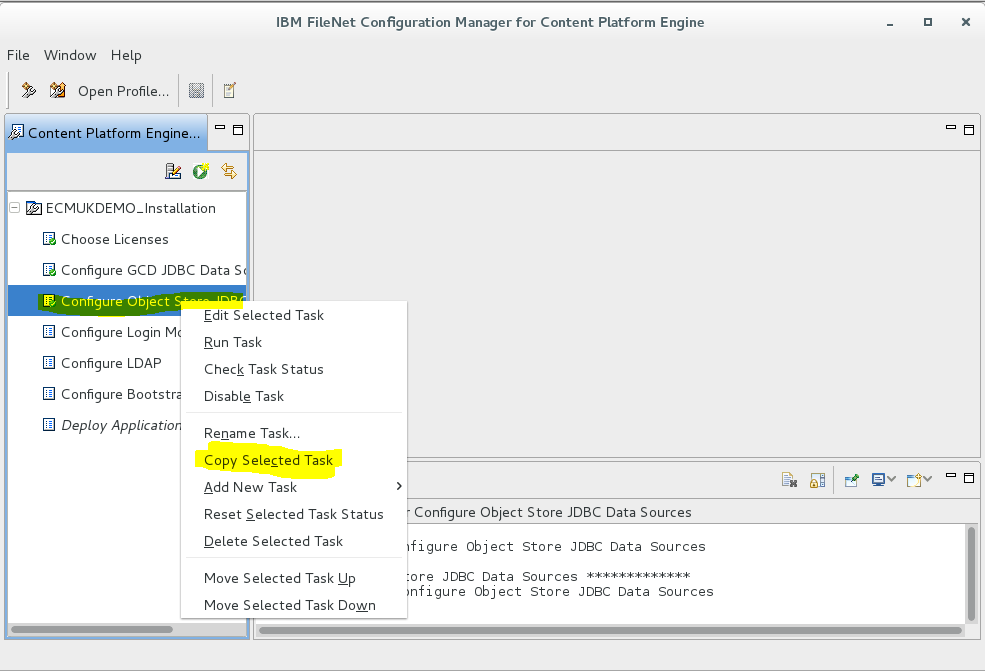 IBM FileNet Configuration Manager for Content Platform Engine
File Window Help
Open Profile...
Content Platform Engine...
ECMUKDEMO_Installation
Choose Licenses
Configure GCD JDBC Data So
Configure Object Store JDBC
Configure Login Mo
Configure LDAP
Configure Bootstra
Deploy Application
Edit Selected Task
Run Task
Check Task Status
Disable Task
Rename Task...
Copy Selected Task
Add New Task
Reset Selected Task Status
Delete Selected Task
Move Selected Task Up
Move Selected Task Down
r Configure Object Store JDBC Data Sources
nfigure Object Store JDBC Data Sources
tore JDBC Data Sources *************
onfigure Object Store JDBC Data Sources